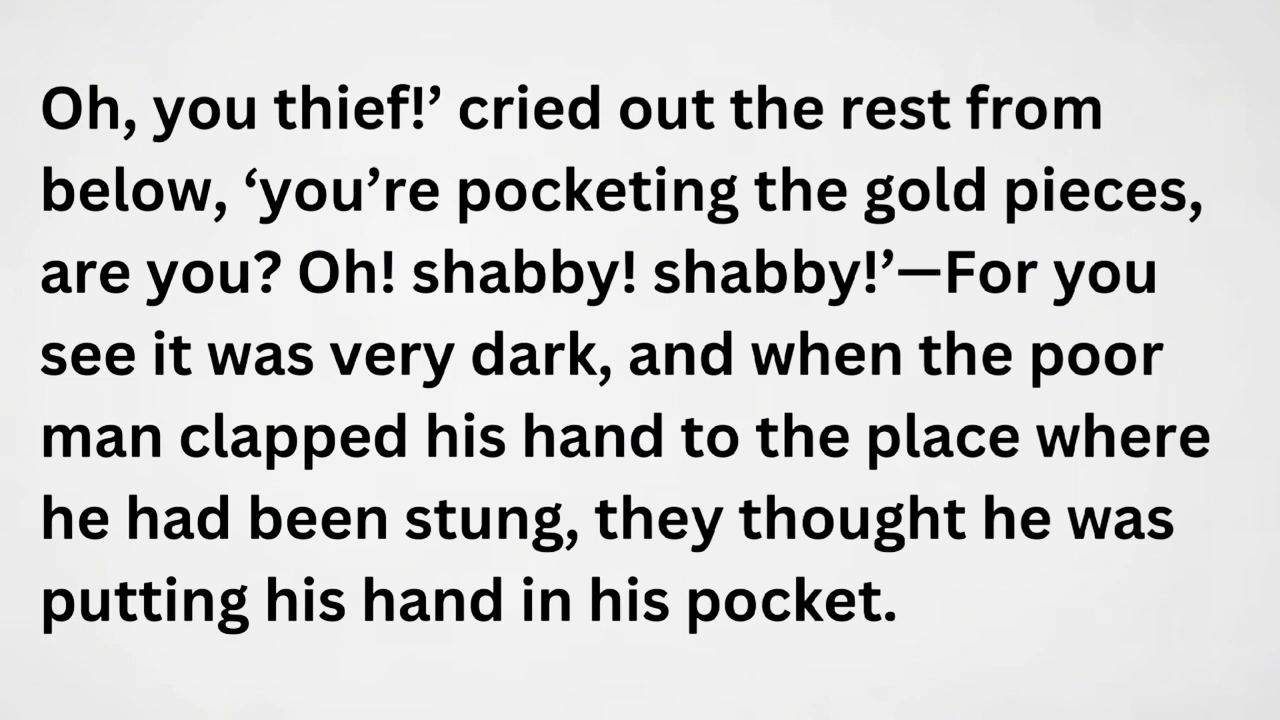 Oh, you thief!’ cried out the rest from
below, ‘you’re pocketing the gold pieces,
are you? Oh! shabby! shabby!’—For you
see it was very dark, and when the poor
man clapped his hand to the place where
he had been stung, they thought he was
putting his hand in his pocket.